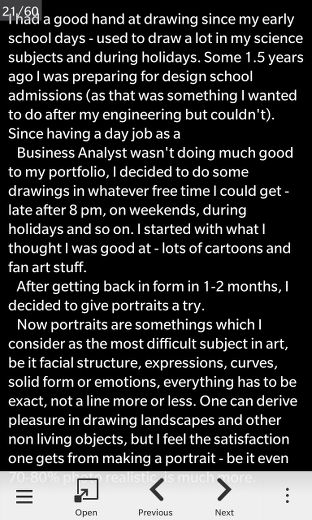 21/60
I had a good hand at drawing since my early
school days - used to draw a lot in my science
subjects and during holidays. Some 1.5 years
ago I was preparing for design school
admissions (as that was something I wanted
to do after my engineering but couldn't).
Since having a day job as a
Business Analyst wasn't doing much good
to my portfolio, I decided to do some
drawings in whatever free time I could get -
late after 8 pm, on weekends, during
holidays and so on. I started with what I
thought I was good at - lots of cartoons and
fan art stuff.
After getting back in form in 1-2 months, I
decided to give portraits a try.
Now portraits are somethings which I
consider as the most difficult subject in art,
be it facial structure, expressions, curves,
solid form or emotions, everything has to be
exact, not a line more or less. One can derive
pleasure in drawing landscapes and other
non living objects, but I feel the satisfaction
one gets from making a portrait - be it even
70-80% photo realistic, is much more.
Open
Previous
Next